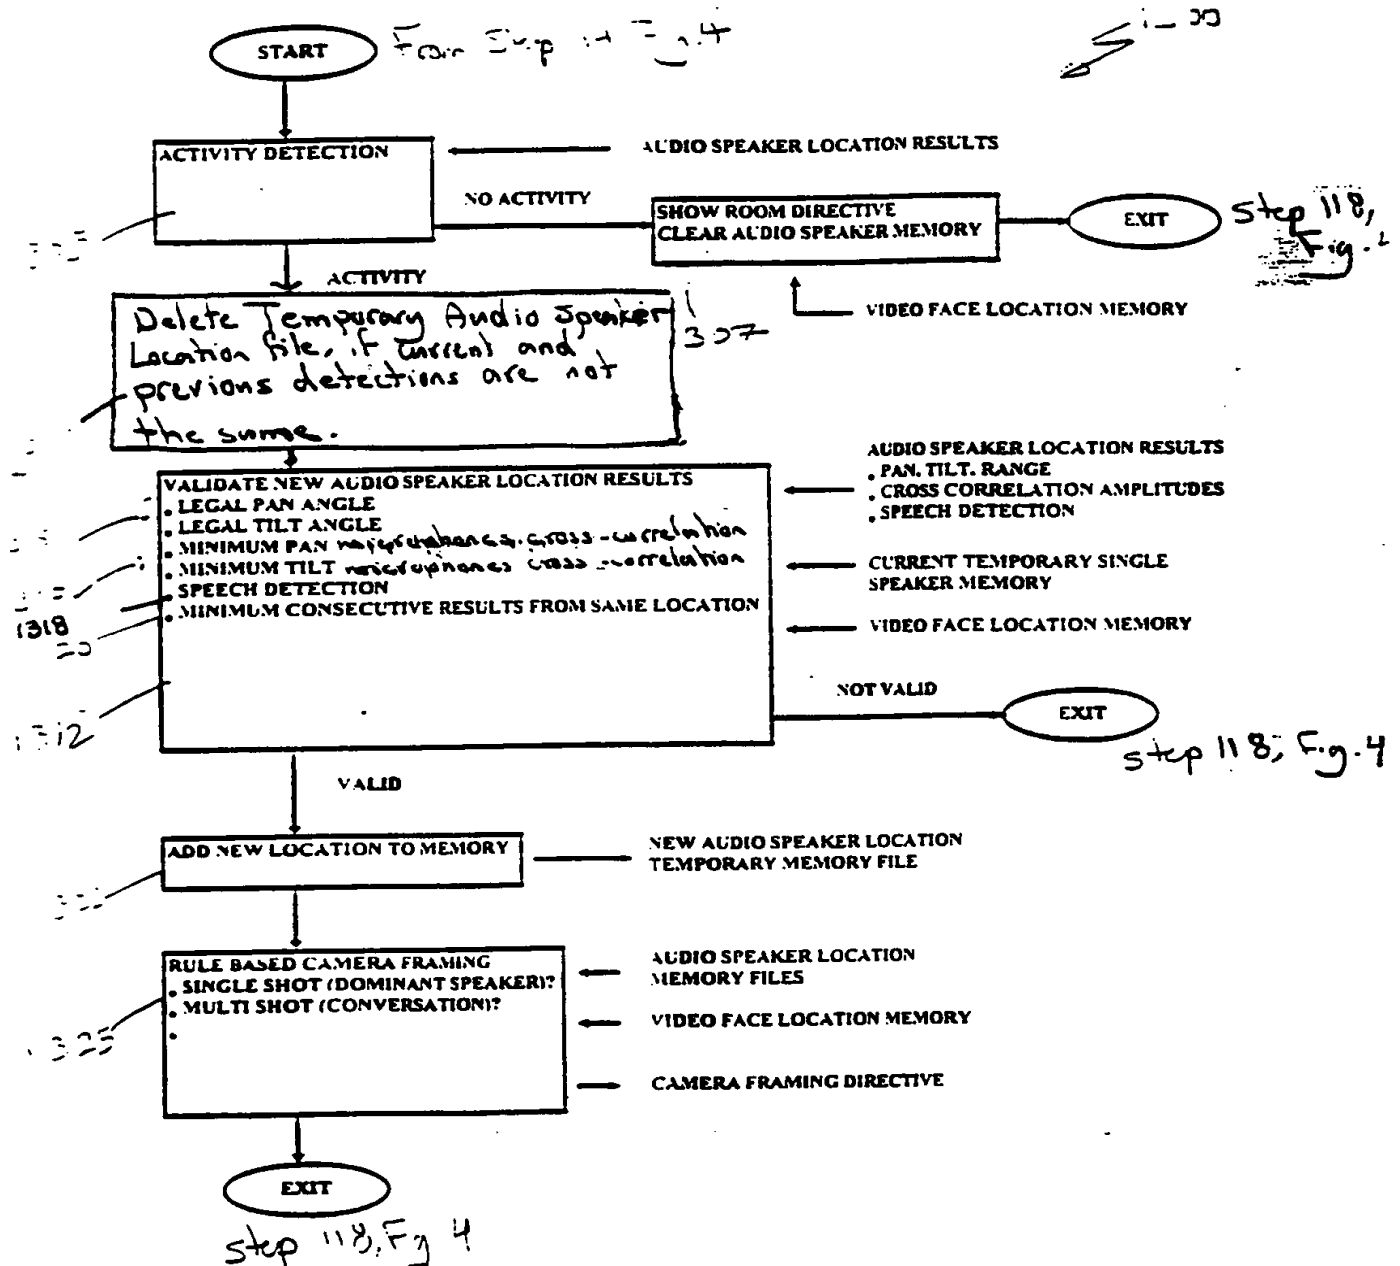 START
Fig. 4
ACTIVITY DETECTION
AUDIO SPEAKER LOCATION RESULTS
NO ACTIVITY
SHOW ROOM DIRECTIVE
CLEAR AUDIO SPEAKER MEMORY
EXIT
step 118,
Fig.
ACTIVITY
VIDEO FACE LOCATION MEMORY
Delete Temporary Audio Speaker
Location file, if current and
previous detections are not
the same.
AUDIO SPEAKER LOCATION RESULTS
. PAN. TILT. RANGE
. CROSS CORRELATION AMPLITUDES
. SPEECH DETECTION
VALIDATE NEW AUDIO SPEAKER LOCATION RESULTS
. LEGAL PAN ANGLE
. LEGAL TILT ANGLE
. MINIMUM PAN microphones cross-correlation
. MINIMUM TILT microphones cross-correlation
. SPEECH DETECTION
. MINIMUM CONSECUTIVE RESULTS FROM SAME LOCATION
1318
1312
CURRENT TEMPORARY SINGLE
SPEAKER MEMORY
VIDEO FACE LOCATION MEMORY
NOT VALID
EXIT
step 118, Fig. 4
VALID
ADD NEW LOCATION TO MEMORY
NEW AUDIO SPEAKER LOCATION
TEMPORARY MEMORY FILE
RULE BASED CAMERA FRAMING
. SINGLE SHOT (DOMINANT SPEAKER)?
. MULTI SHOT (CONVERSATION)?
.
1325
AUDIO SPEAKER LOCATION
MEMORY FILES
VIDEO FACE LOCATION MEMORY
CAMERA FRAMING DIRECTIVE
EXIT
step 118, Fig 4